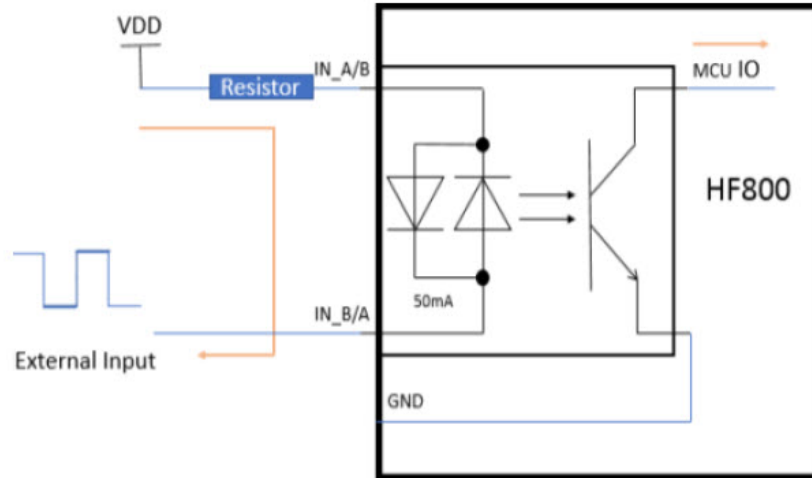 VDD
Resistor
IN_A/B
MCU IO
HF800
50mA
IN_B/A
External Input
GND